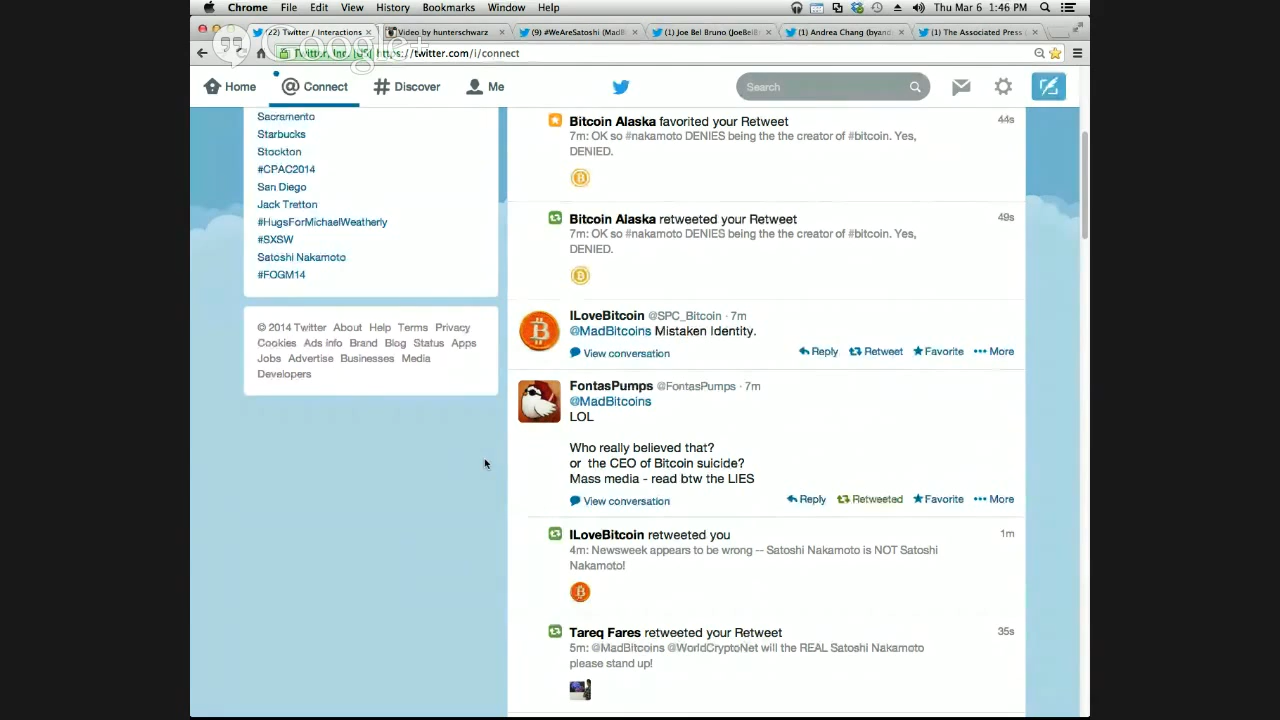 Chrome File Edit View History Bookmarks Window Help Thu Mar 6 1:46 PM
(22) Twitter / Interactions Video by hunterschwarz (9) #WeAreSatoshi (MadB (1) Joe Bel Bruno (JoeBelB (1) Andrea Chang (byand (1) The Associated Press
Google+
Twitter, Inc. [US] https://twitter.com/i/connect
Home @ Connect # Discover Me Search
Sacramento
Starbucks
Stockton
#CPAC2014
San Diego
Jack Tretton
#HugsForMichaelWeatherly
#SXSW
Satoshi Nakamoto
#FOGM14
© 2014 Twitter About Help Terms Privacy
Cookies Ads info Brand Blog Status Apps
Jobs Advertise Businesses Media
Developers
Bitcoin Alaska favorited your Retweet 44s
7m: OK so #nakamoto DENIES being the the creator of #bitcoin. Yes,
DENIED.
Bitcoin Alaska retweeted your Retweet 49s
7m: OK so #nakamoto DENIES being the the creator of #bitcoin. Yes,
DENIED.
ILoveBitcoin @SPC_Bitcoin · 7m
@MadBitcoins Mistaken Identity.
View conversation Reply Retweet Favorite More
FontasPumps @FontasPumps · 7m
@MadBitcoins
LOL
Who really believed that?
or the CEO of Bitcoin suicide?
Mass media - read btw the LIES
View conversation Reply Retweeted Favorite More
ILoveBitcoin retweeted you 1m
4m: Newsweek appears to be wrong -- Satoshi Nakamoto is NOT Satoshi
Nakamoto!
Tareq Fares retweeted your Retweet 35s
5m: @MadBitcoins @WorldCryptoNet will the REAL Satoshi Nakamoto
please stand up!